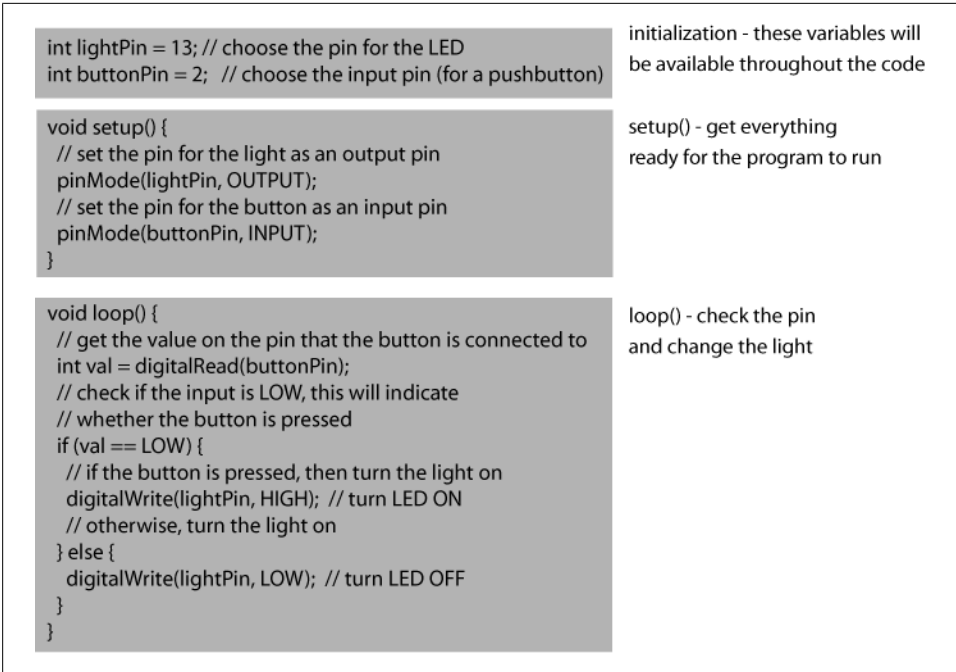 int lightPin = 13; // choose the pin for the LED
int buttonPin = 2;  // choose the input pin (for a pushbutton)
initialization - these variables will
be available throughout the code
void setup() {
// set the pin for the light as an output pin
pinMode(lightPin, OUTPUT);
// set the pin for the button as an input pin
pinMode(buttonPin, INPUT);
}
setup() - get everything
ready for the program to run
void loop() {
// get the value on the pin that the button is connected to
int val = digitalRead(buttonPin);
// check if the input is LOW, this will indicate
// whether the button is pressed
if (val == LOW) {
// if the button is pressed, then turn the light on
digitalWrite(lightPin, HIGH);  // turn LED ON
// otherwise, turn the light on
} else {
digitalWrite(lightPin, LOW);  // turn LED OFF
}
}
loop() - check the pin
and change the light